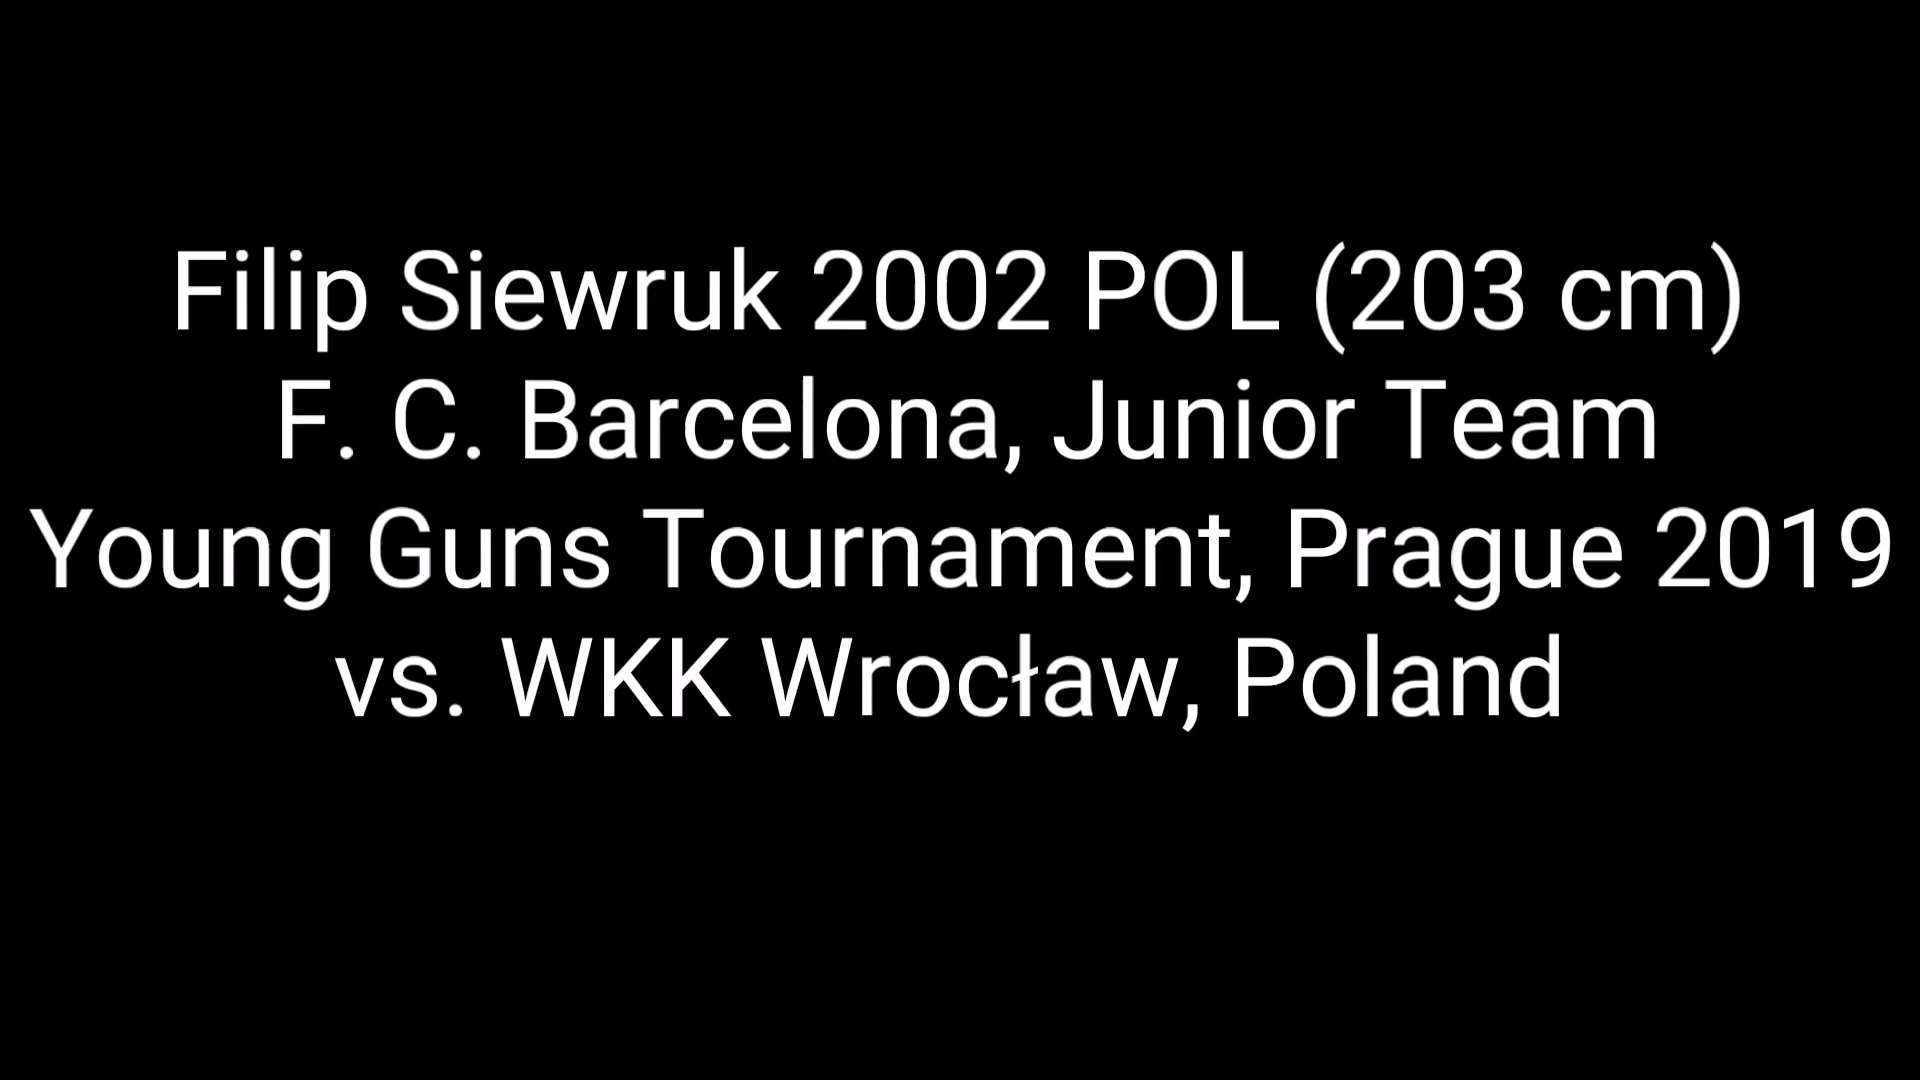 Filip Siewruk 2002 POL (203 cm)
F. C. Barcelona, Junior Team
Young Guns Tournament, Prague 2019
vs. WKK Wrocław, Poland